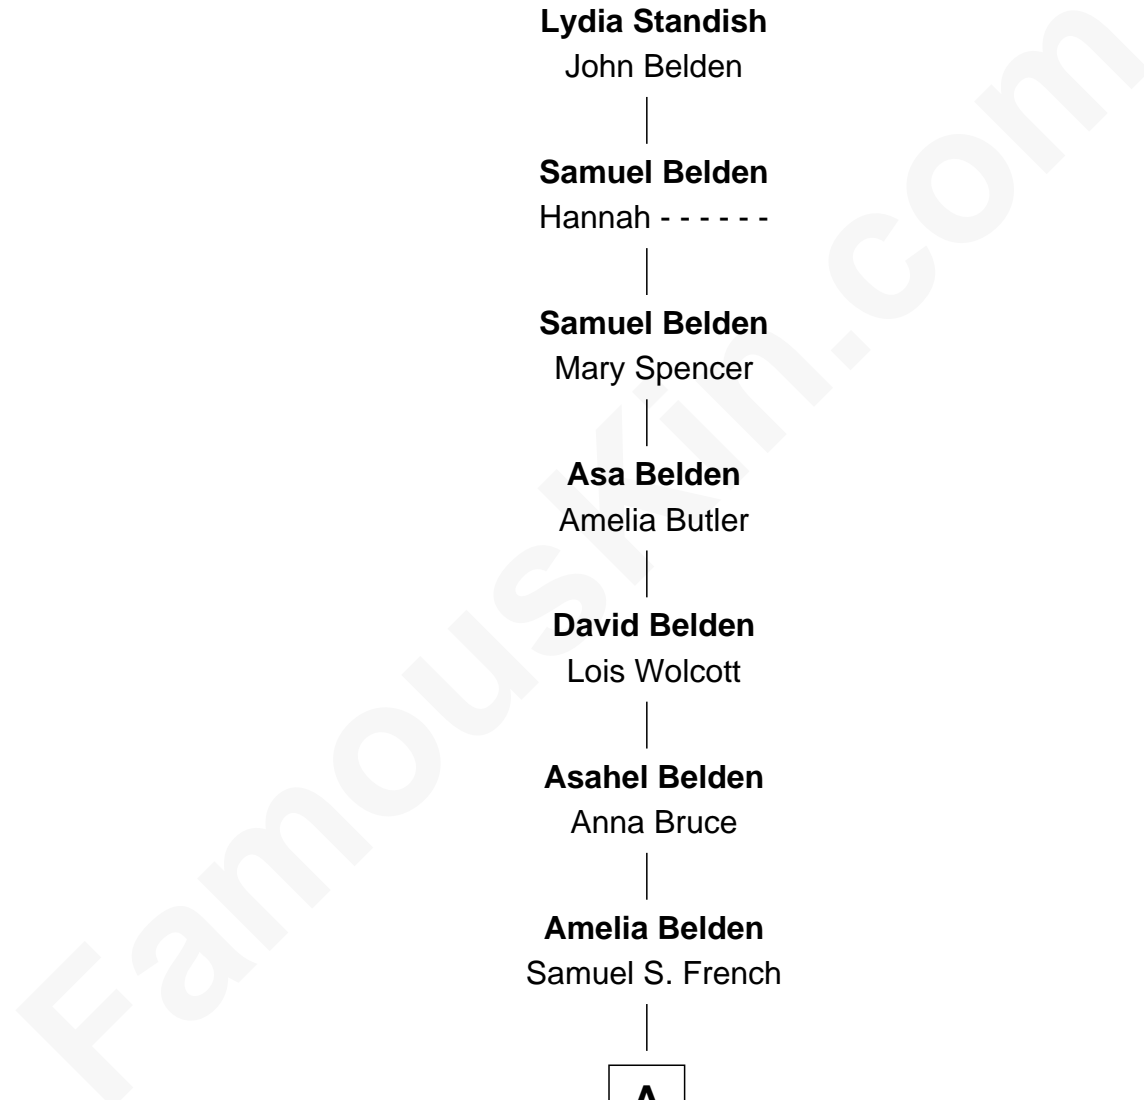 Lydia Standish
John Belden
Samuel Belden
Hannah - - - - - -
Samuel Belden
Mary Spencer
Asa Belden
Amelia Butler
David Belden
Lois Wolcott
Asahel Belden
Anna Bruce
Amelia Belden
Samuel S. French
A
FamousKin.com